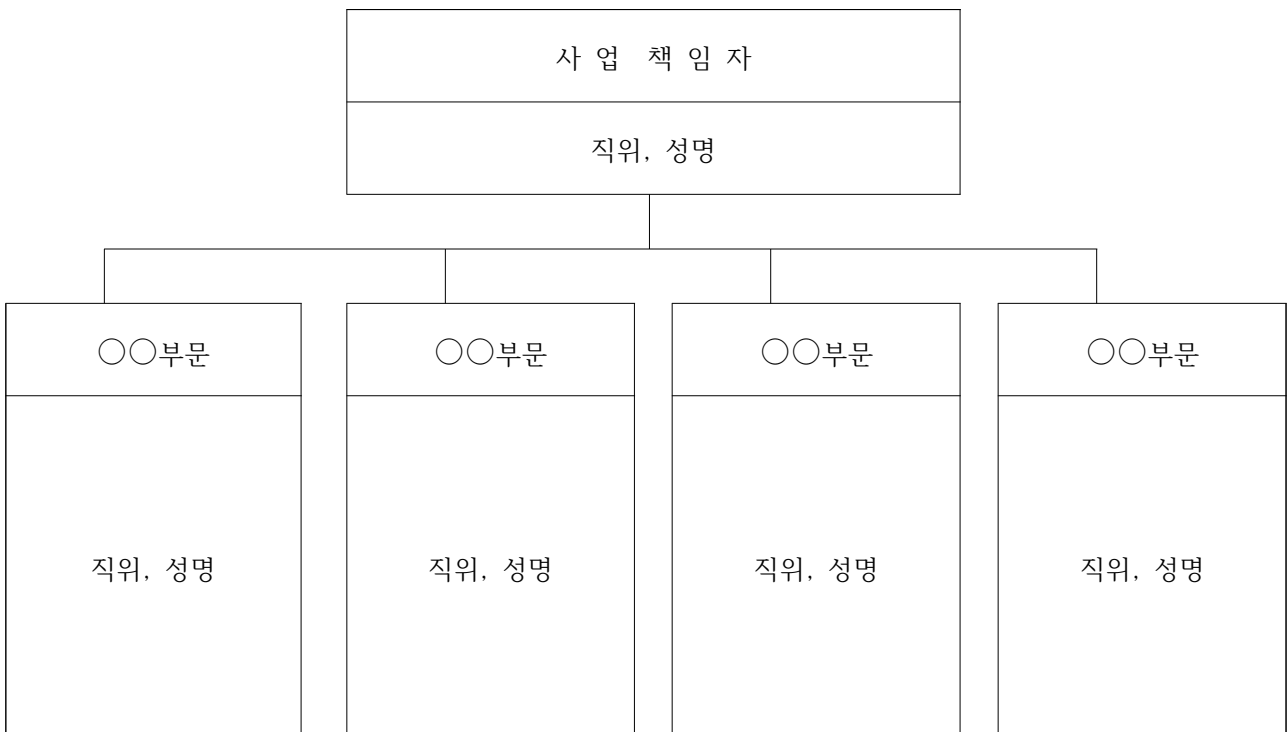 사 업 책 임 자
직위, 성명
○○부문 ○○부문 ○○부문 ○○부문
직위, 성명 직위, 성명 직위, 성명 직위, 성명